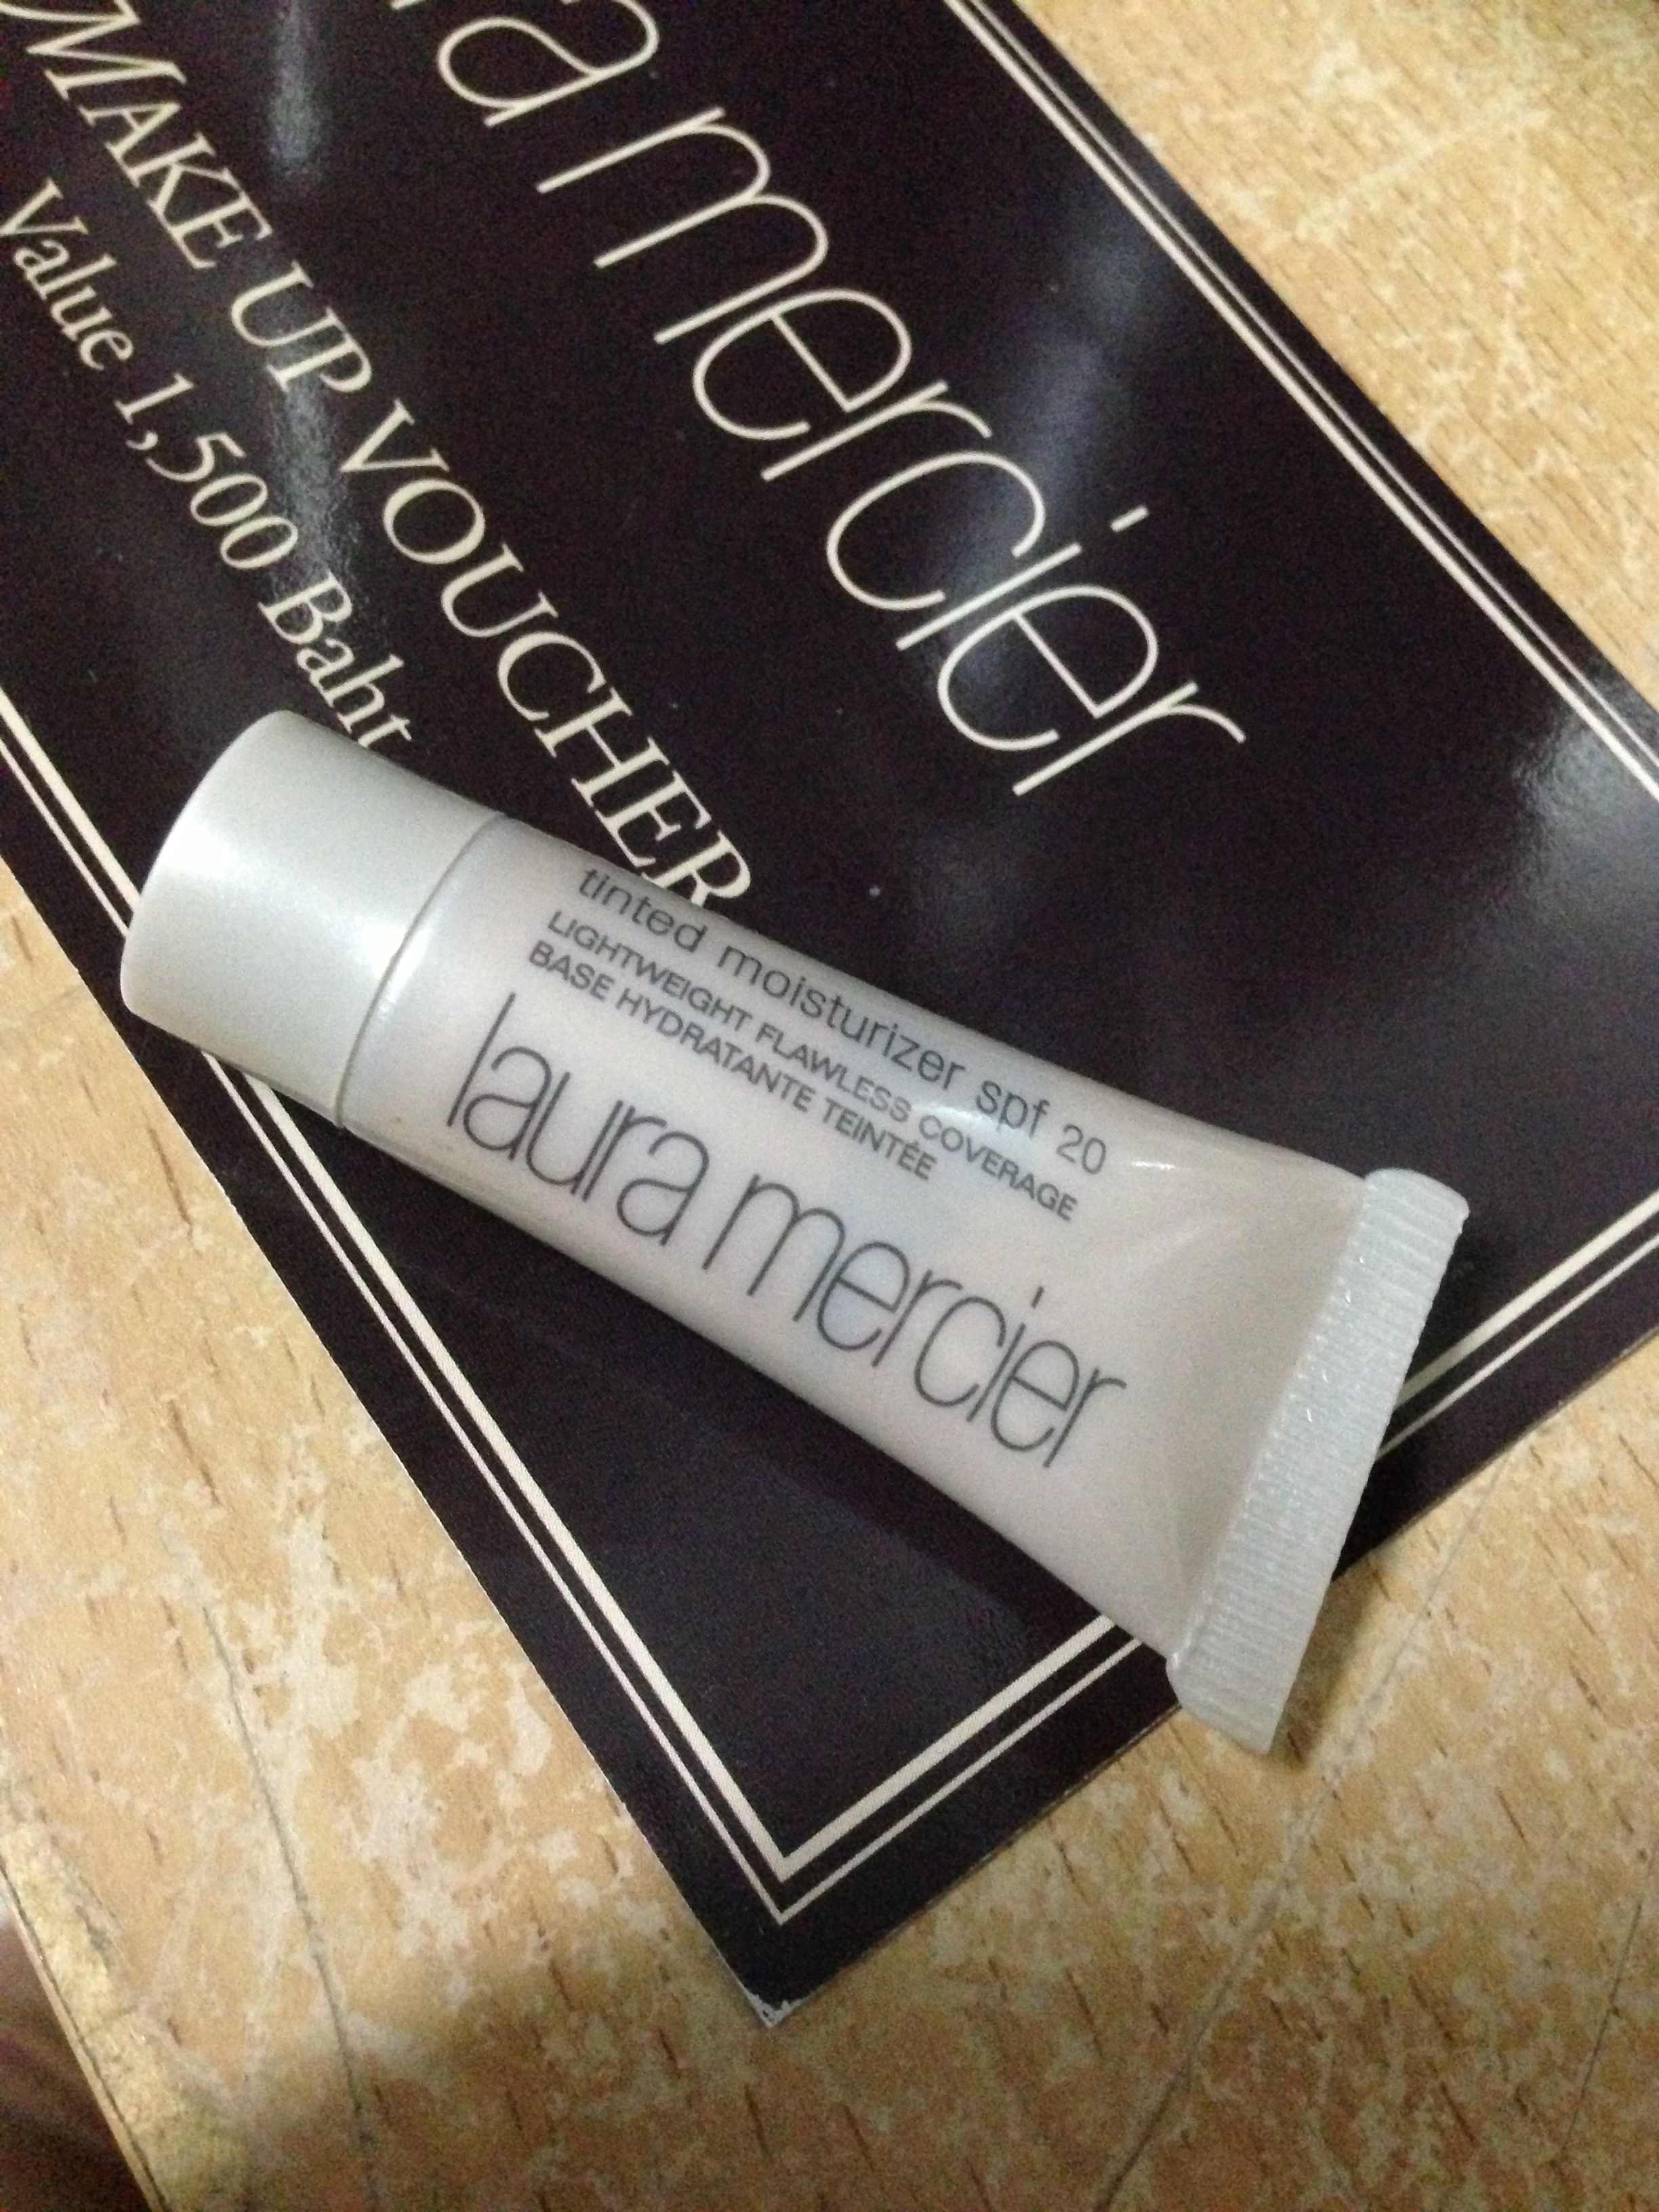 a mercier
MAKE UP VOUCHER
Value 1,500 Baht
tinted moisturizer spf 20
LIGHTWEIGHT FLAWLESS COVERAGE
BASE HYDRATANTE TEINTÉE
laura mercier